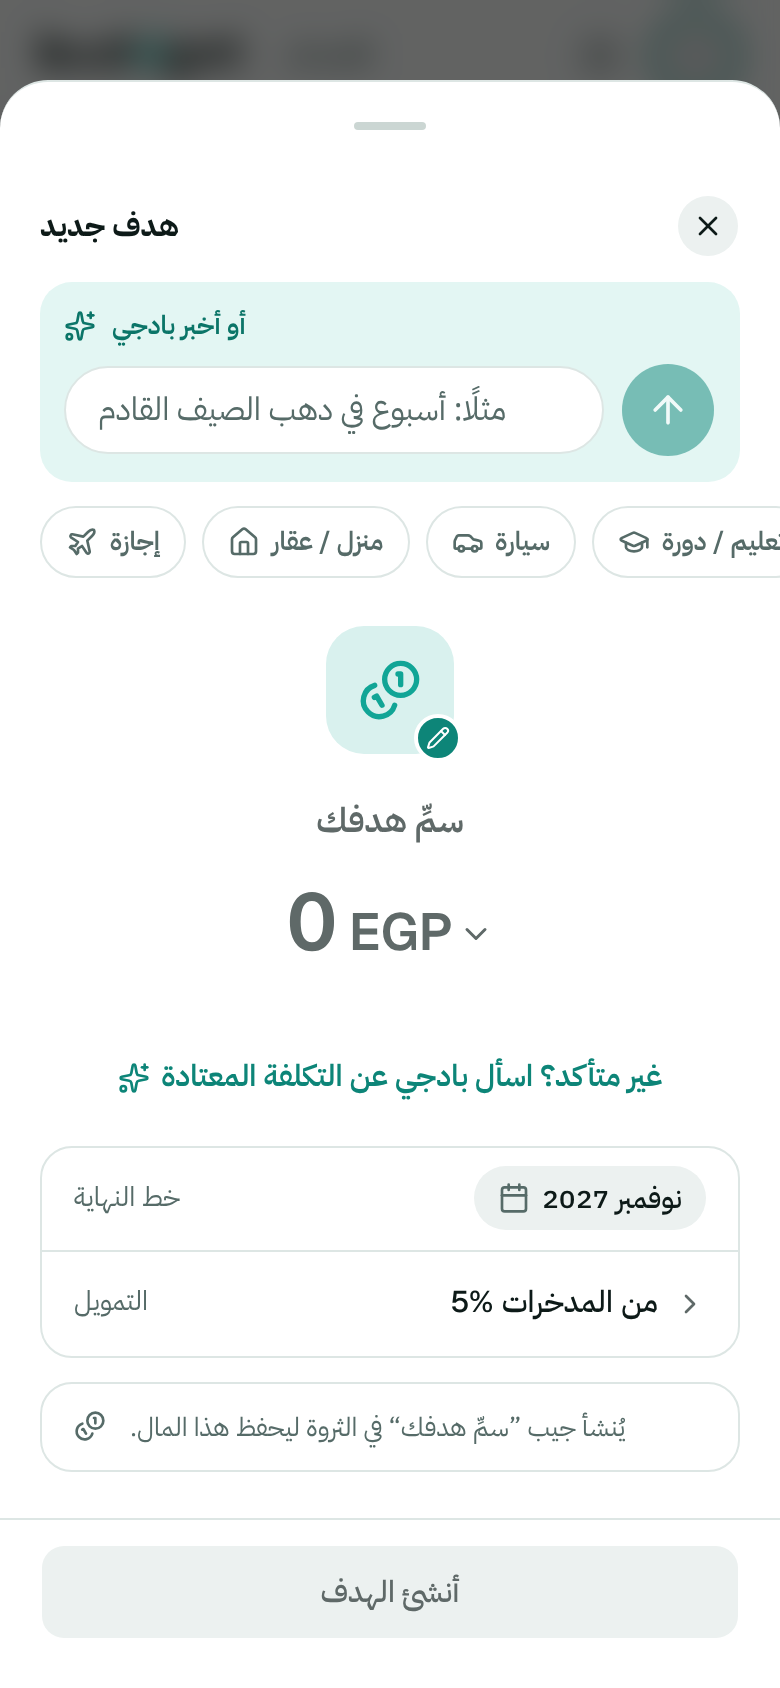 هدف جديد
أو أخبر بادجي
مثلًا: أسبوع في دهب الصيف القادم
إجازة
منزل / عقار
سيارة
تعليم / دورة
سمِّ هدفك
0 EGP
غير متأكد؟ اسأل بادجي عن التكلفة المعتادة
خط النهاية
نوفمبر 2027
التمويل
من المدخرات 5%
يُنشأ جيب ”سمِّ هدفك“ في الثروة ليحفظ هذا المال.
أنشئ الهدف